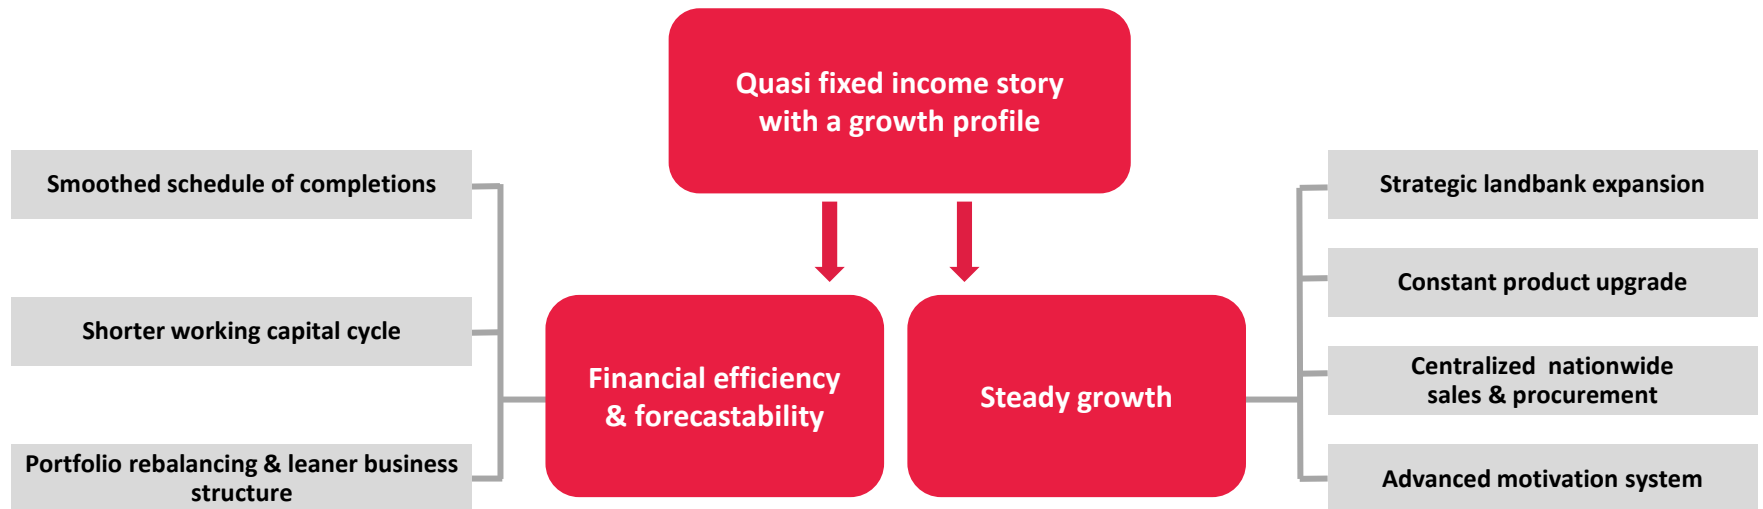 Quasi fixed income story
with a growth profile
Smoothed schedule of completions
Shorter working capital cycle
Portfolio rebalancing & leaner business
structure
Financial efficiency
& forecastability
Steady growth
Strategic landbank expansion
Constant product upgrade
Centralized  nationwide
sales & procurement
Advanced motivation system